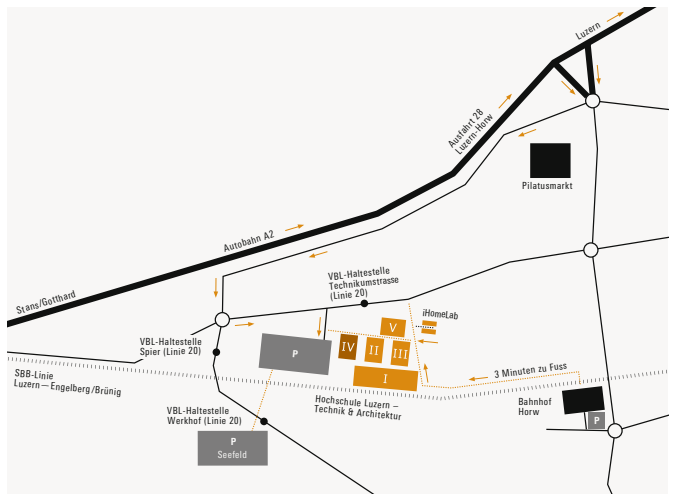 Luzern
Ausfahrt 28
Luzern-Horw
Pilatusmarkt
Autobahn A2
Stans/Gotthard
VBL-Haltestelle
Technikumstrasse
(Linie 20)
iHomeLab
V
VBL-Haltestelle
Spier (Linie 20)
P
IV
II
III
I
3 Minuten zu Fuss
SBB-Linie
Luzern—Engelberg/Brünig
Hochschule Luzern –
Technik & Architektur
Bahnhof
Horw
P
VBL-Haltestelle
Werkhof (Linie 20)
P
Seefeld